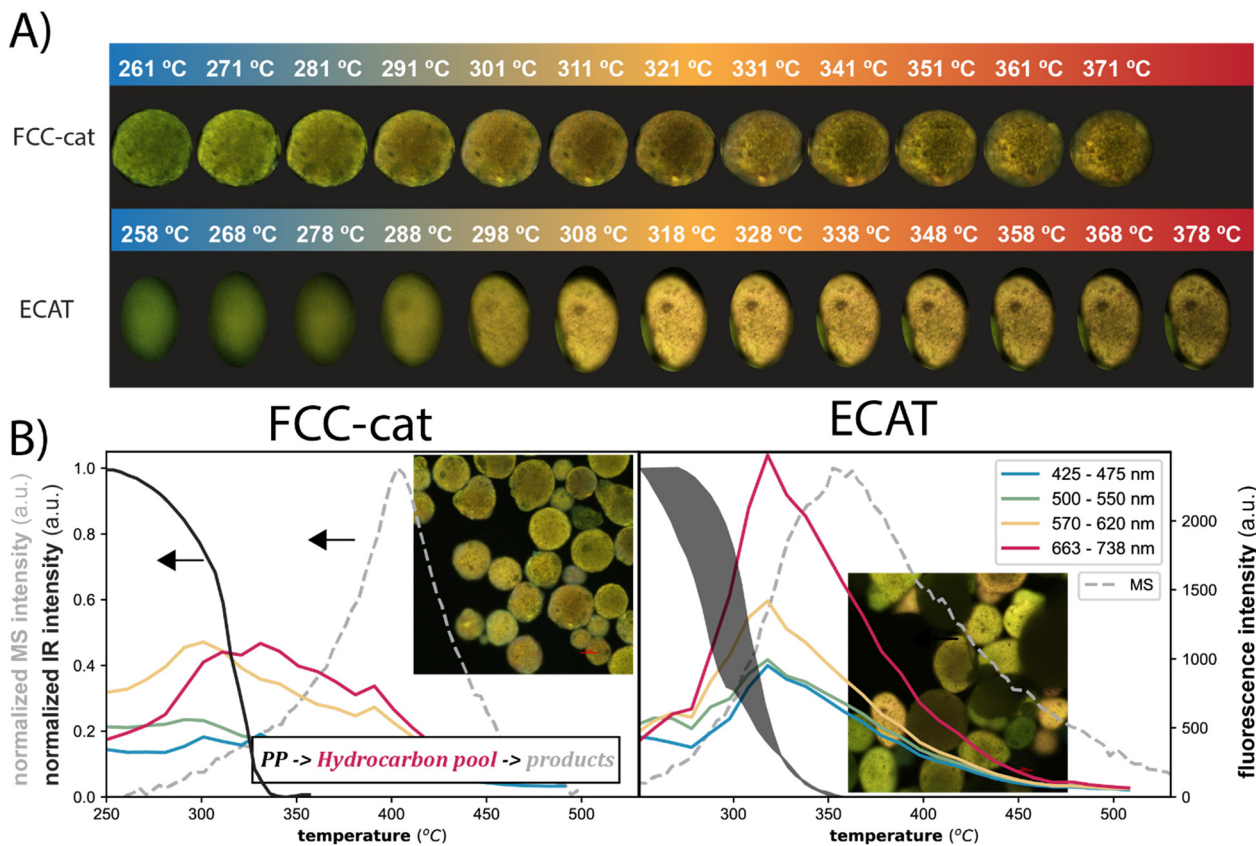 A)
261 ºC 271 ºC 281 ºC 291 ºC 301 ºC 311 ºC 321 ºC 331 ºC 341 ºC 351 ºC 361 ºC 371 ºC
FCC-cat
258 ºC 268 ºC 278 ºC 288 ºC 298 ºC 308 ºC 318 ºC 328 ºC 338 ºC 348 ºC 358 ºC 368 ºC 378 ºC
ECAT
B)
FCC-cat
ECAT
normalized MS intensity (a.u.)
normalized IR intensity (a.u.)
1.0
0.8
0.6
0.4
0.2
0.0
250 300 350 400 450 500
temperature (°C)
PP -> Hydrocarbon pool -> products
425 - 475 nm
500 - 550 nm
570 - 620 nm
663 - 738 nm
MS
300 350 400 450 500
temperature (°C)
2000
1500
1000
500
0
fluorescence intensity (a.u.)